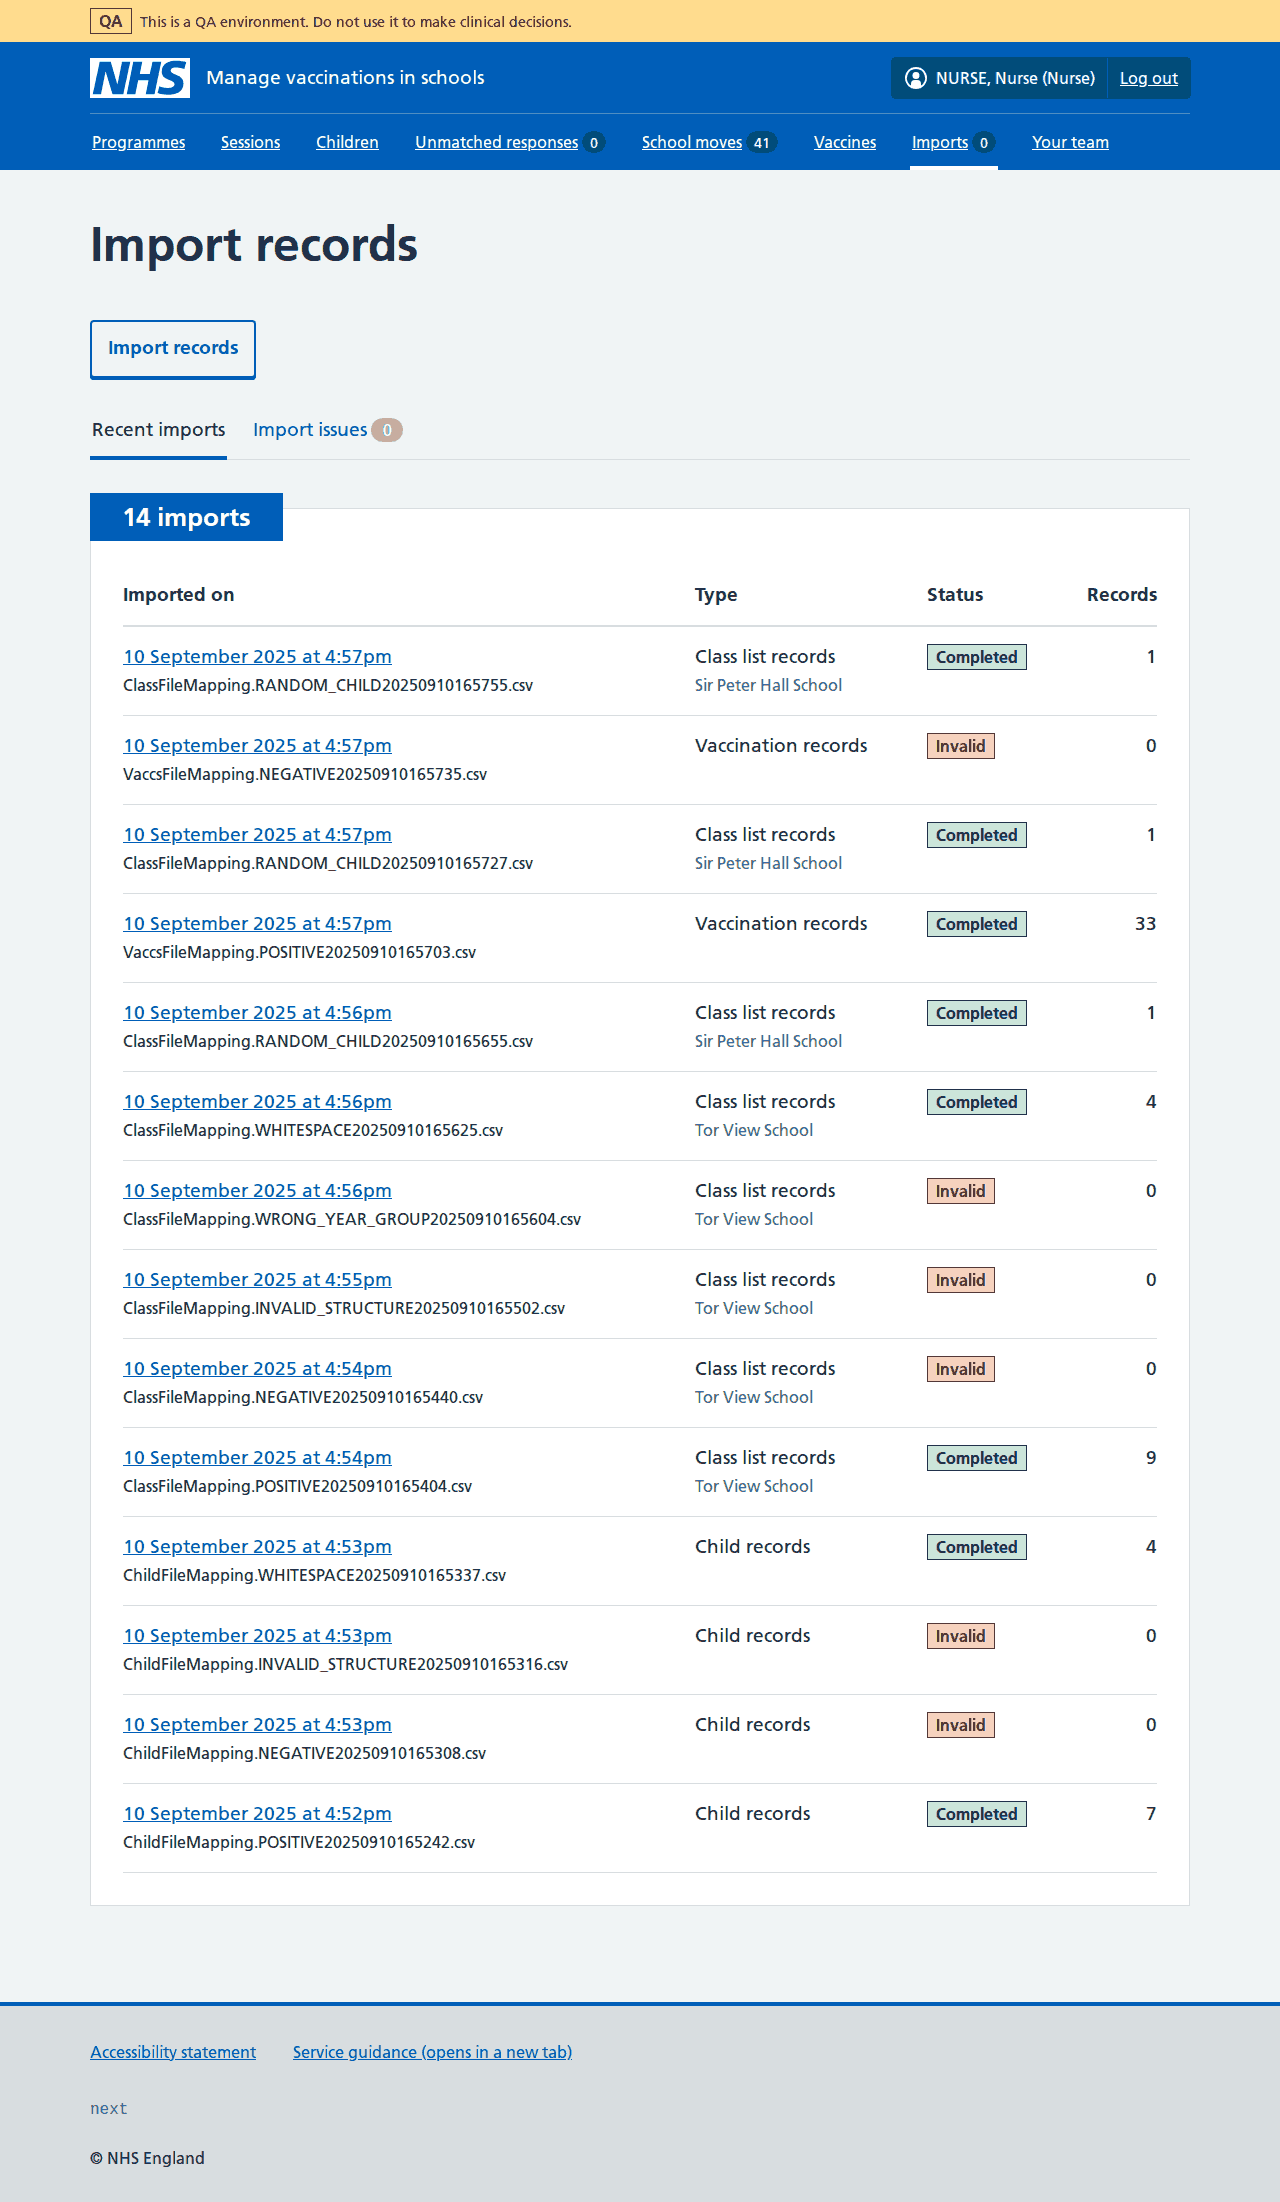 QA This is a QA environment. Do not use it to make clinical decisions.
NHS Manage vaccinations in schools NURSE, Nurse (Nurse) Log out
Programmes Sessions Children Unmatched responses 0 School moves 41 Vaccines Imports 0 Your team
Import records
Import records
Recent imports Import issues 0
14 imports
Imported on Type Status Records
10 September 2025 at 4:57pm Class list records Completed 1
ClassFileMapping.RANDOM_CHILD20250910165755.csv Sir Peter Hall School
10 September 2025 at 4:57pm Vaccination records Invalid 0
VaccsFileMapping.NEGATIVE20250910165735.csv
10 September 2025 at 4:57pm Class list records Completed 1
ClassFileMapping.RANDOM_CHILD20250910165727.csv Sir Peter Hall School
10 September 2025 at 4:57pm Vaccination records Completed 33
VaccsFileMapping.POSITIVE20250910165703.csv
10 September 2025 at 4:56pm Class list records Completed 1
ClassFileMapping.RANDOM_CHILD20250910165655.csv Sir Peter Hall School
10 September 2025 at 4:56pm Class list records Completed 4
ClassFileMapping.WHITESPACE20250910165625.csv Tor View School
10 September 2025 at 4:56pm Class list records Invalid 0
ClassFileMapping.WRONG_YEAR_GROUP20250910165604.csv Tor View School
10 September 2025 at 4:55pm Class list records Invalid 0
ClassFileMapping.INVALID_STRUCTURE20250910165502.csv Tor View School
10 September 2025 at 4:54pm Class list records Invalid 0
ClassFileMapping.NEGATIVE20250910165440.csv Tor View School
10 September 2025 at 4:54pm Class list records Completed 9
ClassFileMapping.POSITIVE20250910165404.csv Tor View School
10 September 2025 at 4:53pm Child records Completed 4
ChildFileMapping.WHITESPACE20250910165337.csv
10 September 2025 at 4:53pm Child records Invalid 0
ChildFileMapping.INVALID_STRUCTURE20250910165316.csv
10 September 2025 at 4:53pm Child records Invalid 0
ChildFileMapping.NEGATIVE20250910165308.csv
10 September 2025 at 4:52pm Child records Completed 7
ChildFileMapping.POSITIVE20250910165242.csv
Accessibility statement Service guidance (opens in a new tab)
next
© NHS England